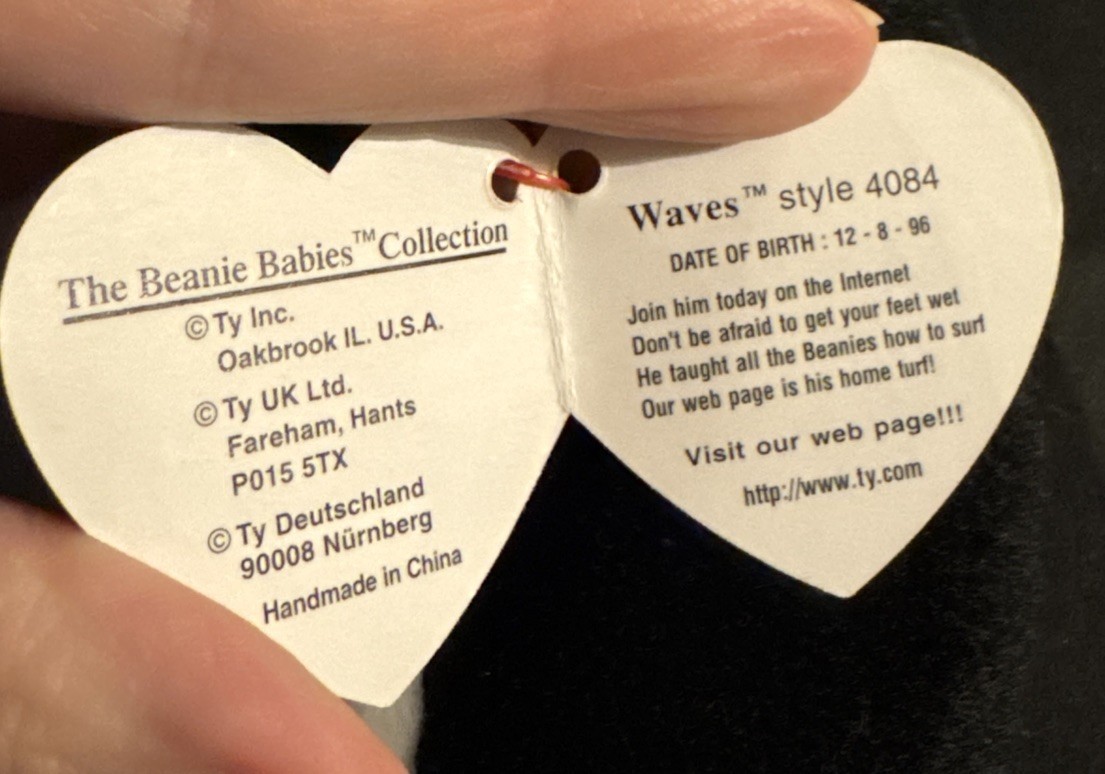 The Beanie Babies™ Collection
© Ty Inc.
Oakbrook IL. U.S.A.
© Ty UK Ltd.
Fareham, Hants
P015 5TX
© Ty Deutschland
90008 Nürnberg
Handmade in China
Waves™ style 4084
DATE OF BIRTH : 12 - 8 - 96
Join him today on the Internet
Don't be afraid to get your feet wet
He taught all the Beanies how to surf
Our web page is his home turf!
Visit our web page!!!
http://www.ty.com